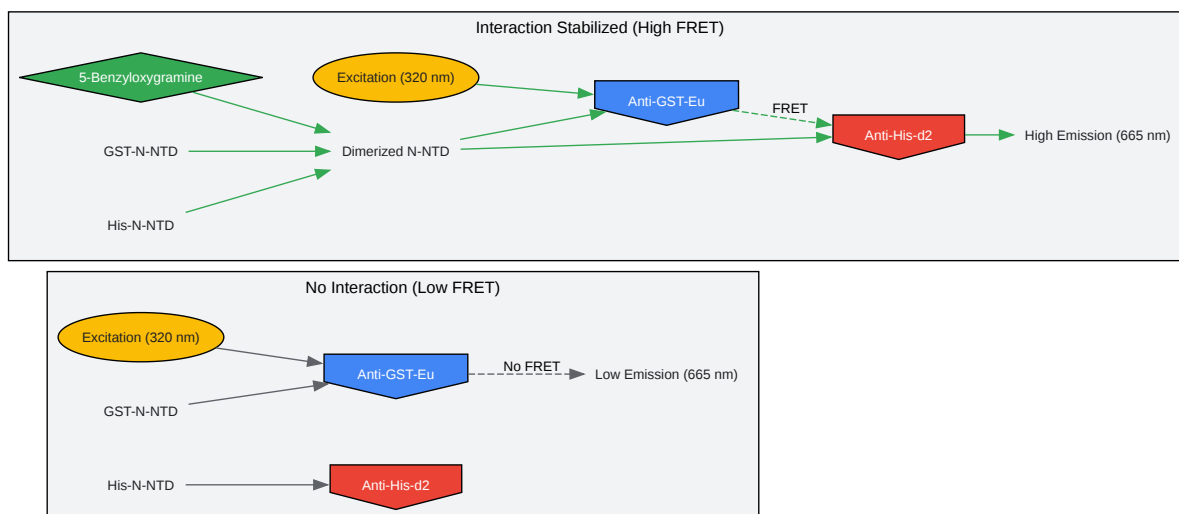 Interaction Stabilized (High FRET)
5-Benzyloxygramine
Excitation (320 nm)
Anti-GST-Eu
FRET
Anti-His-d2
High Emission (665 nm)
GST-N-NTD
Dimerized N-NTD
His-N-NTD
No Interaction (Low FRET)
Excitation (320 nm)
Anti-GST-Eu
No FRET
Low Emission (665 nm)
GST-N-NTD
His-N-NTD
Anti-His-d2